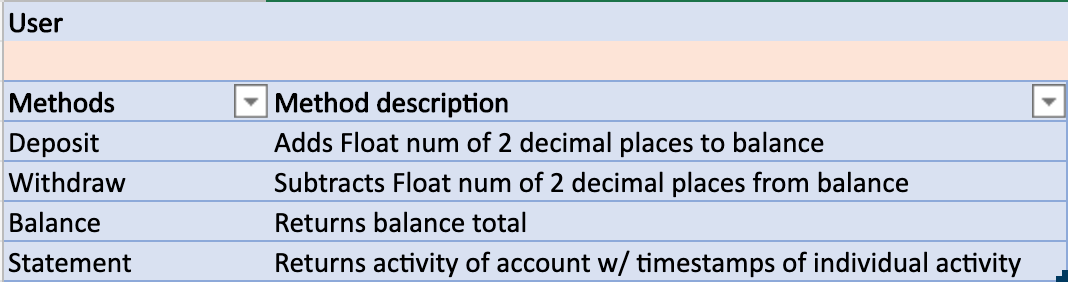 User
Methods Method description
Deposit Adds Float num of 2 decimal places to balance
Withdraw Subtracts Float num of 2 decimal places from balance
Balance Returns balance total
Statement Returns activity of account w/ timestamps of individual activity